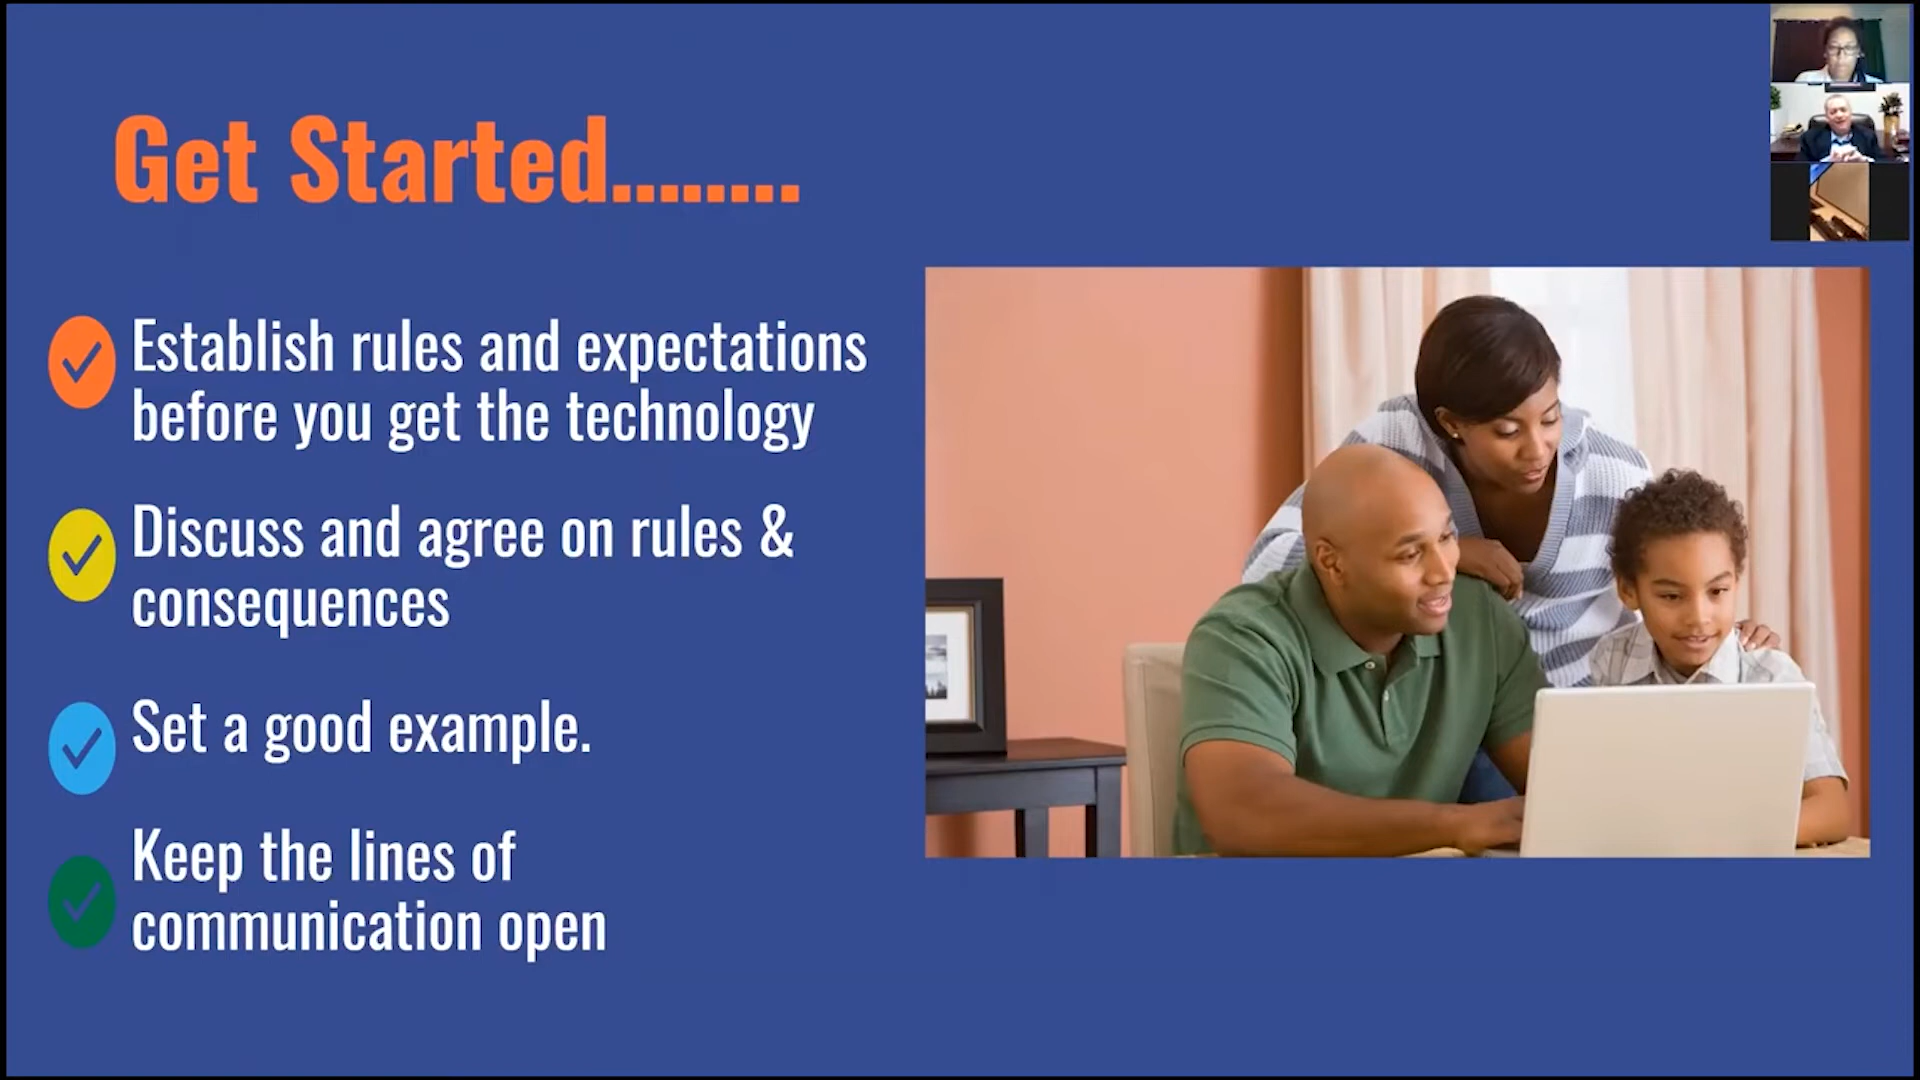 Get Started........
Establish rules and expectations
before you get the technology
Discuss and agree on rules &
consequences
Set a good example.
Keep the lines of
communication open